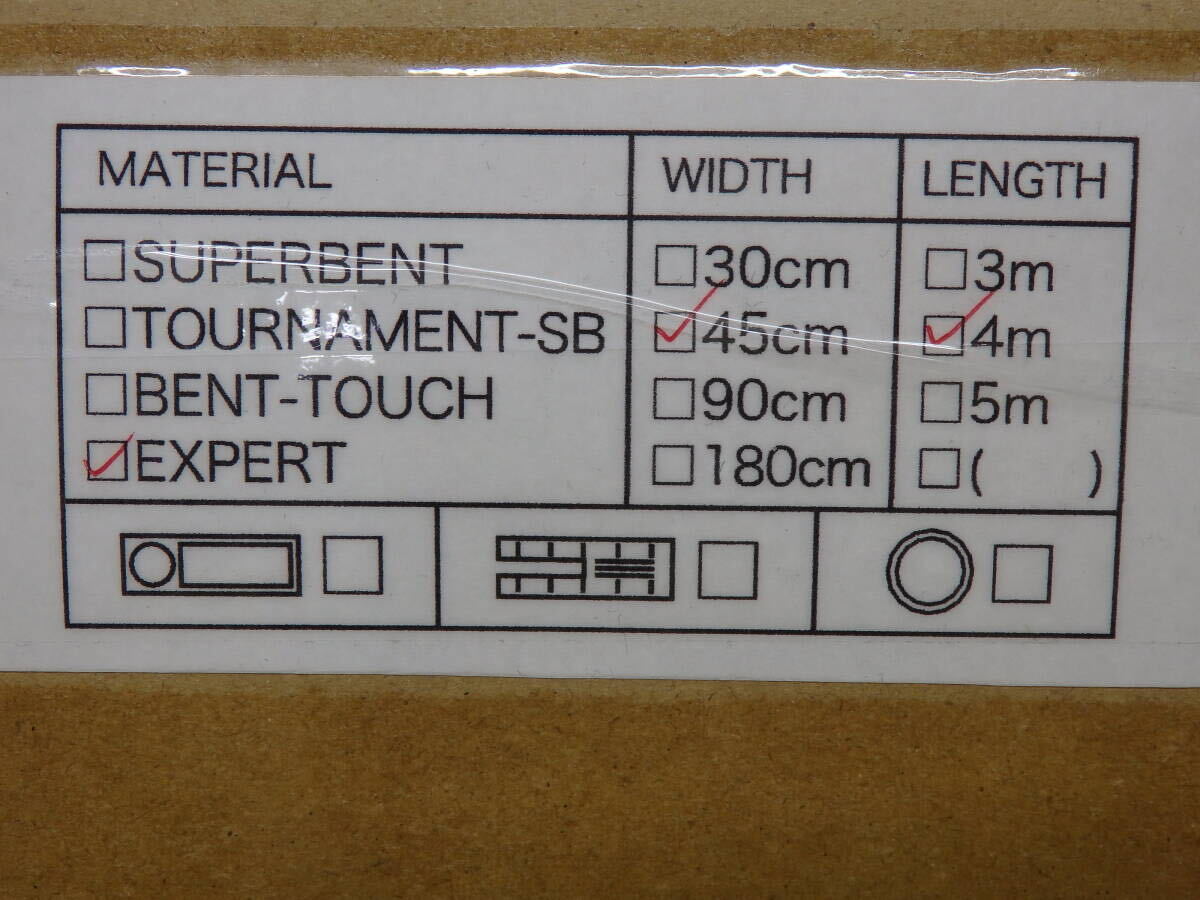 MATERIAL WIDTH LENGTH
☐SUPERBENT ☐30cm ☐3m
☐TOURNAMENT-SB ☑45cm ☑4m
☐BENT-TOUCH ☐90cm ☐5m
☑EXPERT ☐180cm ☐( )